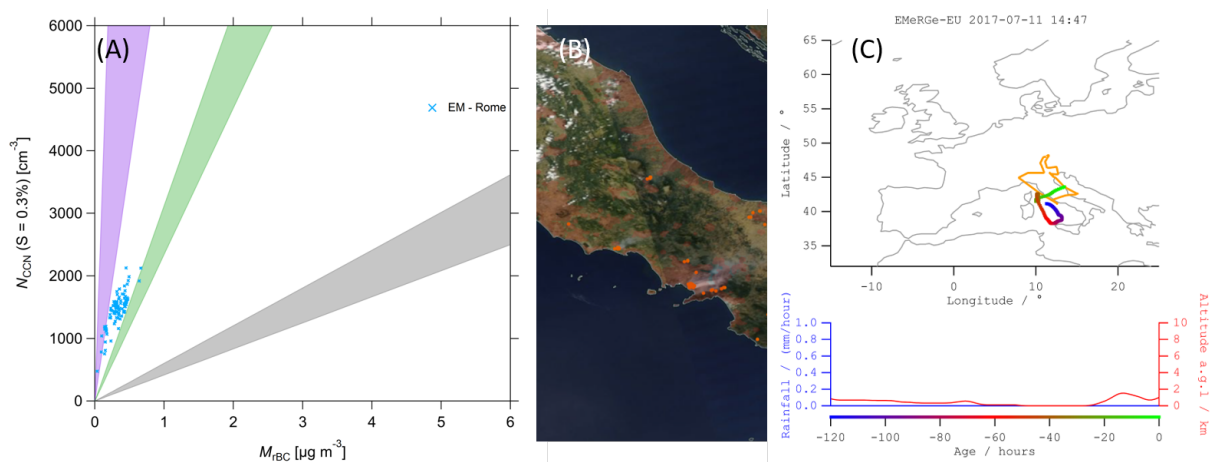 (A)
6000
5000
4000
3000
2000
1000
0
N_CCN (S = 0.3%) [cm⁻³]
EM - Rome
0 1 2 3 4 5 6
M_rBC [µg m⁻³]
(B)
EMeRGe-EU 2017-07-11 14:47
(C)
65
60
55
50
45
40
35
Latitude / °
-10 0 10 20
Longitude / °
1.0
0.8
0.6
0.4
0.2
0.0
Rainfall / (mm/hour)
10
8
6
4
2
0
Altitude a.g.l / km
-120 -100 -80 -60 -40 -20 0
Age / hours